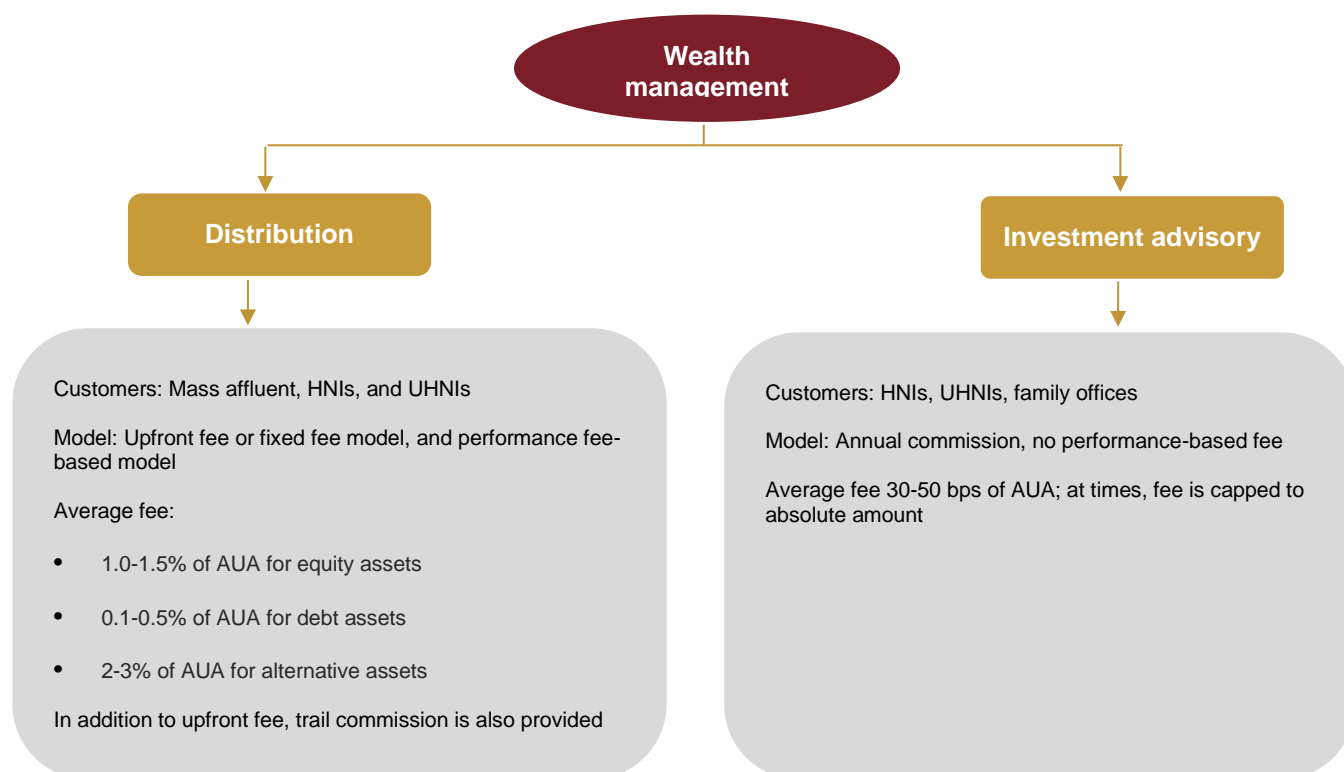 Wealth
management
Distribution
Investment advisory
Customers: Mass affluent, HNIs, and UHNIs
Model: Upfront fee or fixed fee model, and performance fee-
based model
Average fee:
• 1.0-1.5% of AUA for equity assets
• 0.1-0.5% of AUA for debt assets
• 2-3% of AUA for alternative assets
In addition to upfront fee, trail commission is also provided
Customers: HNIs, UHNIs, family offices
Model: Annual commission, no performance-based fee
Average fee 30-50 bps of AUA; at times, fee is capped to
absolute amount